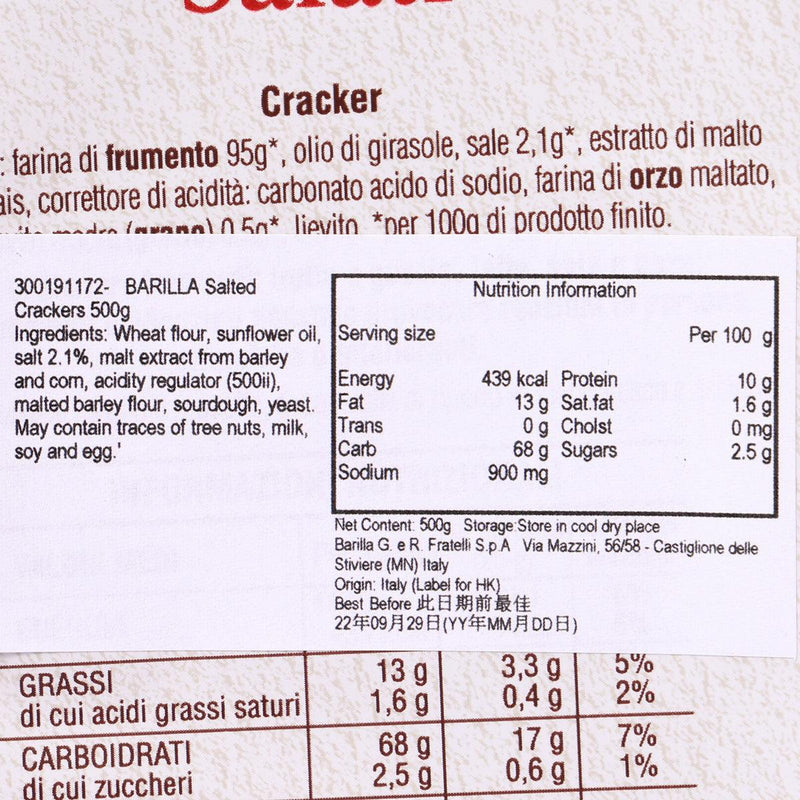 Cracker
: farina di frumento 95g*, olio di girasole, sale 2,1g*, estratto di malto
ais, correttore di acidità: carbonato acido di sodio, farina di orzo maltato,
madre (grano) 0,5g*, lievito. *per 100g di prodotto finito.
300191172- BARILLA Salted
Crackers 500g
Ingredients: Wheat flour, sunflower oil,
salt 2.1%, malt extract from barley
and corn, acidity regulator (500ii),
malted barley flour, sourdough, yeast.
May contain traces of tree nuts, milk,
soy and egg.'
Nutrition Information
Serving size Per 100 g
Energy 439 kcal Protein 10 g
Fat 13 g Sat.fat 1.6 g
Trans 0 g Cholst 0 mg
Carb 68 g Sugars 2.5 g
Sodium 900 mg
Net Content: 500g Storage:Store in cool dry place
Barilla G. e R. Fratelli S.p.A Via Mazzini, 56/58 - Castiglione delle
Stiviere (MN) Italy
Origin: Italy (Label for HK)
Best Before 此日期前最佳
22年09月29日(YY年MM月DD日)
GRASSI 13 g 3,3 g 5%
di cui acidi grassi saturi 1,6 g 0,4 g 2%
CARBOIDRATI 68 g 17 g 7%
di cui zuccheri 2,5 g 0,6 g 1%